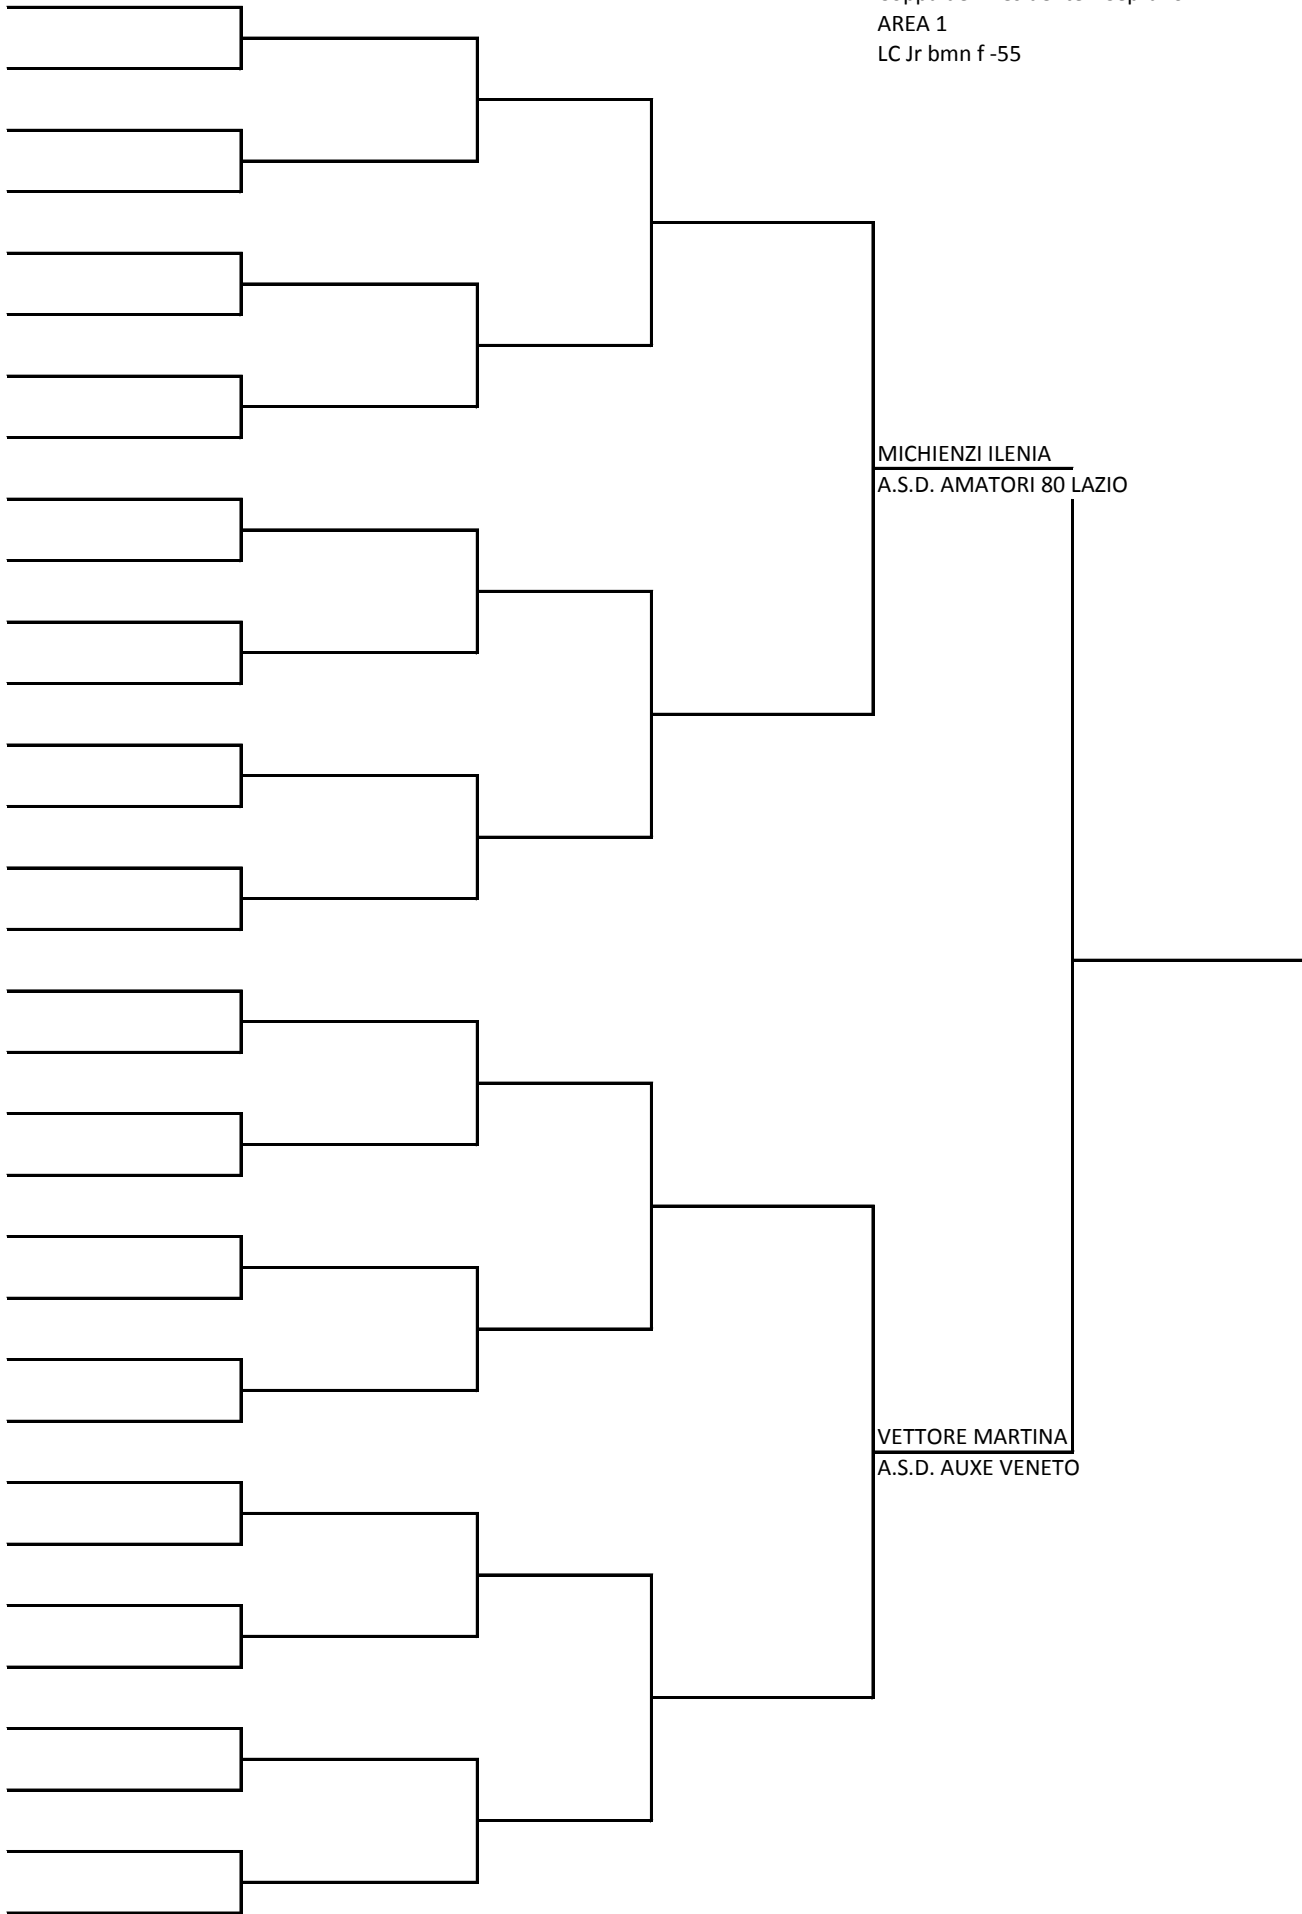 AREA 1
LC Jr bmn f -55
MICHIENZI ILENIA
A.S.D. AMATORI 80 LAZIO
VETTORE MARTINA
A.S.D. AUXE VENETO